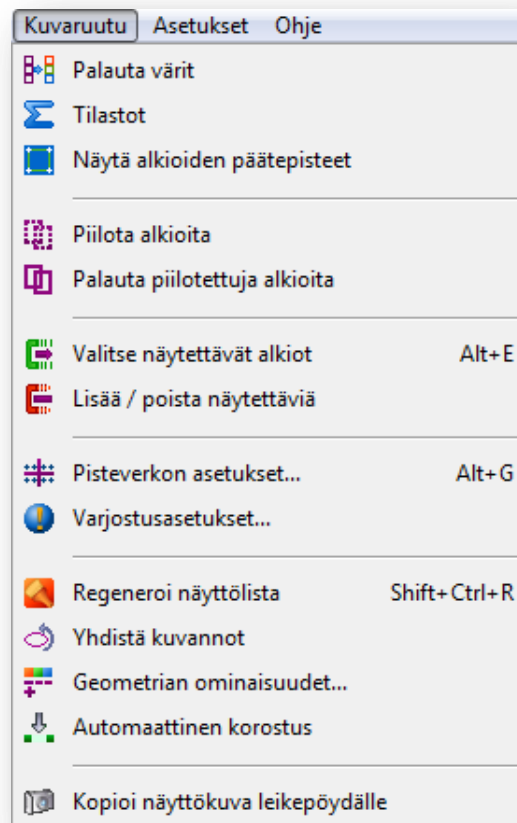 Kuvaruutu Asetukset Ohje
Palauta värit
Tilastot
Näytä alkioiden päätepisteet
Piilota alkioita
Palauta piilotettuja alkioita
Valitse näytettävät alkiot Alt+E
Lisää / poista näytettäviä
Pisteverkon asetukset... Alt+G
Varjostusasetukset...
Regeneroi näyttölista Shift+Ctrl+R
Yhdistä kuvannot
Geometrian ominaisuudet...
Automaattinen korostus
Kopioi näyttökuva leikepöydälle